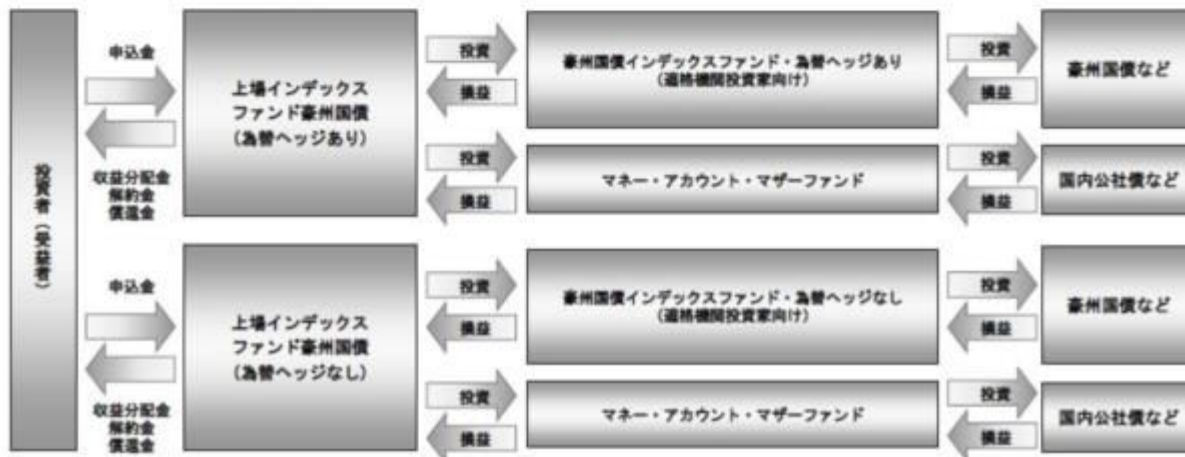 投資者（受益者）
申込金
収益分配金
解約金
償還金
上場インデックス
ファンド豪州国債
（為替ヘッジあり）
投資
損益
豪州国債インデックスファンド・為替ヘッジあり
（適格機関投資家向け）
投資
損益
豪州国債など
投資
損益
マネー・アカウント・マザーファンド
投資
損益
国内公社債など
申込金
収益分配金
解約金
償還金
上場インデックス
ファンド豪州国債
（為替ヘッジなし）
投資
損益
豪州国債インデックスファンド・為替ヘッジなし
（適格機関投資家向け）
投資
損益
豪州国債など
投資
損益
マネー・アカウント・マザーファンド
投資
損益
国内公社債など